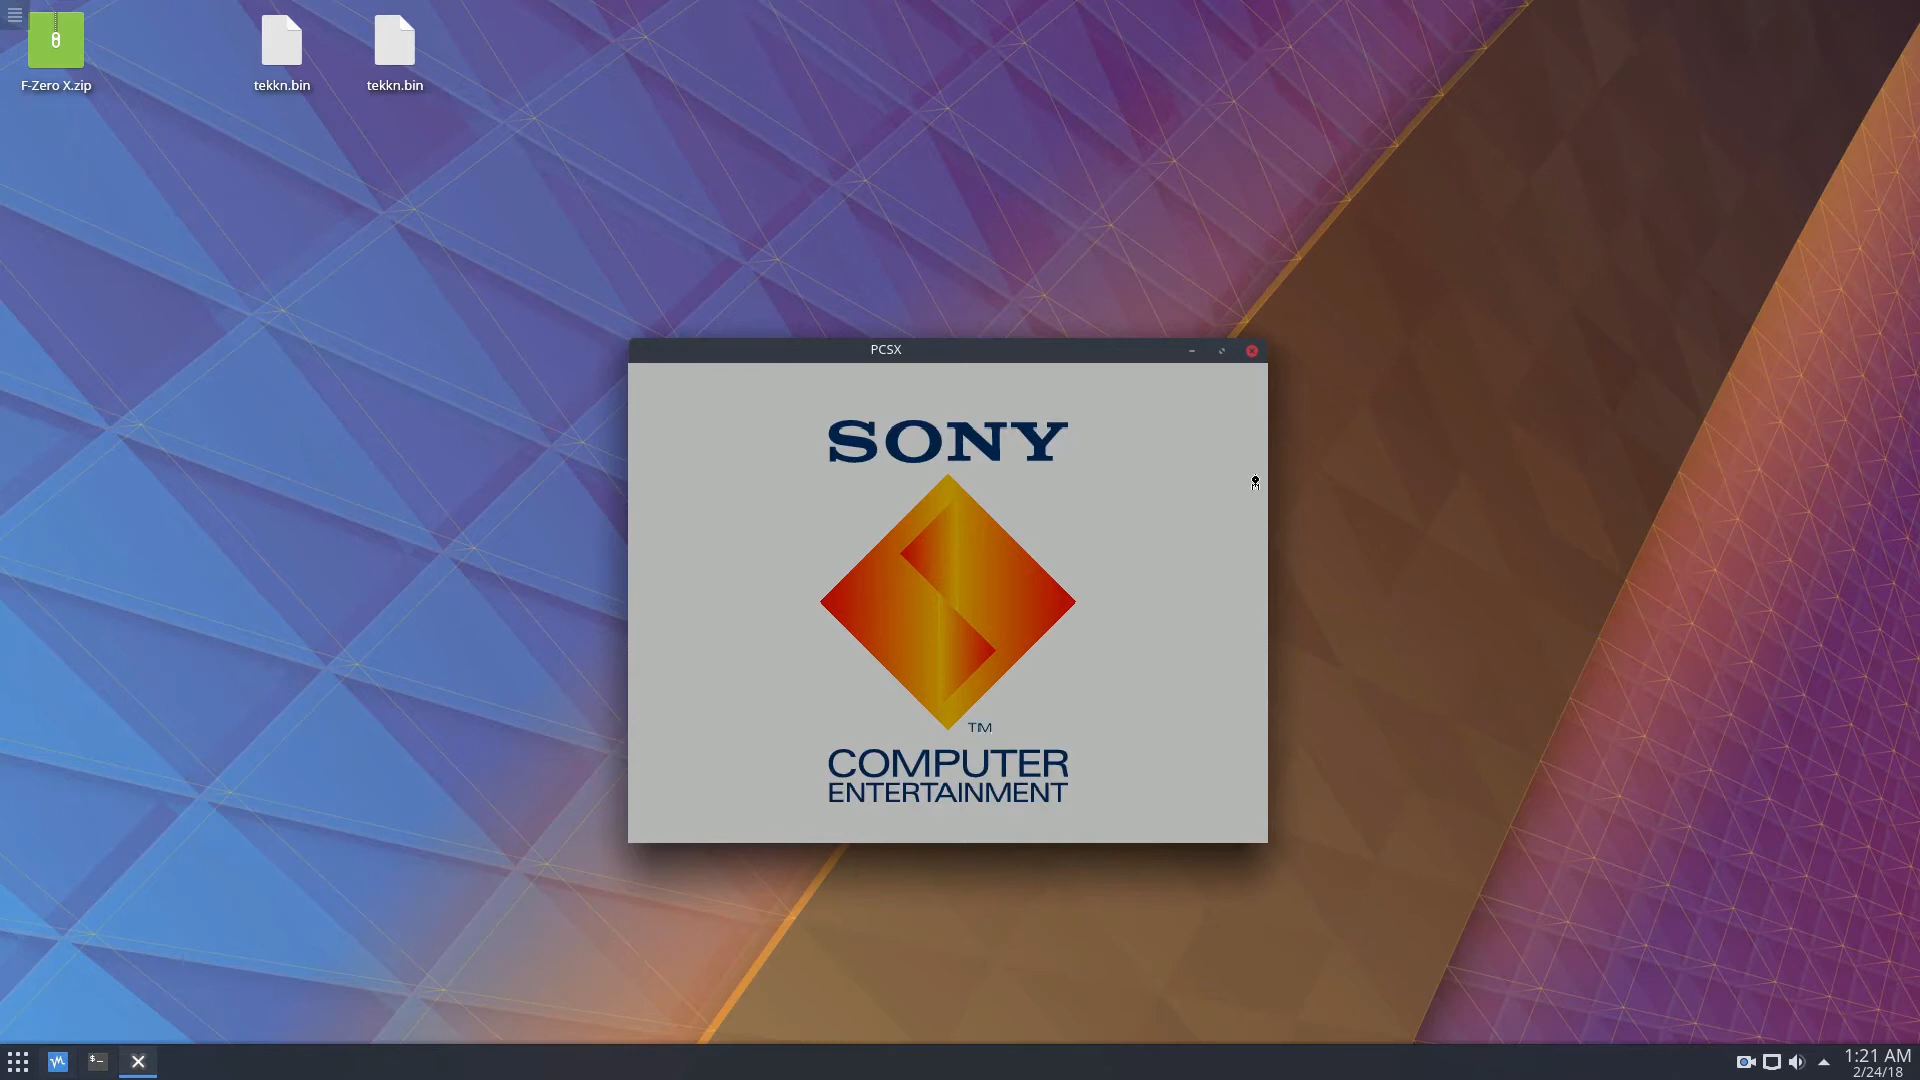 F-Zero X.zip
tekkn.bin
tekkn.bin
PCSX
SONY
TM
COMPUTER
ENTERTAINMENT
1:21 AM
2/24/18